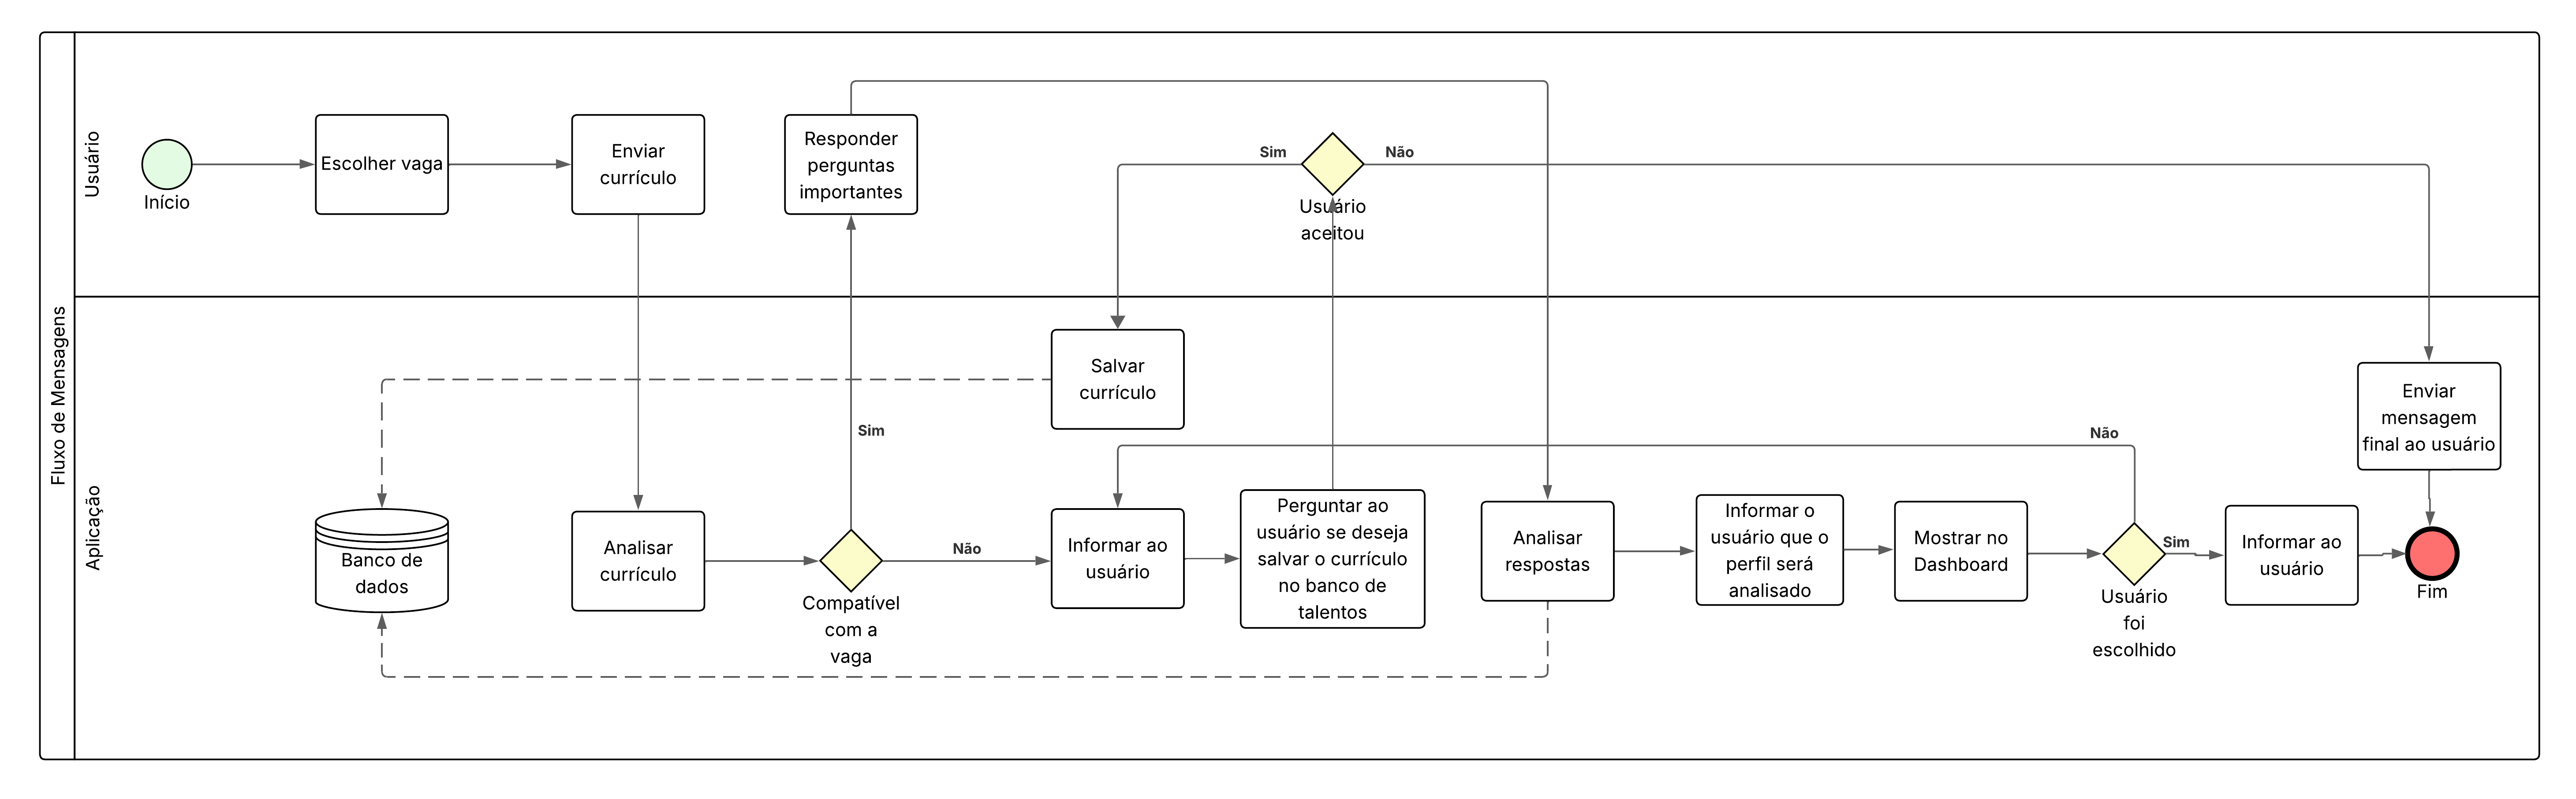 Fluxo de Mensagens
Usuário
Início
Escolher vaga
Enviar
currículo
Responder
perguntas
importantes
Sim
Não
Usuário
aceitou
Aplicação
Salvar
currículo
Sim
Não
Enviar
mensagem
final ao usuário
Banco de
dados
Analisar
currículo
Compatível
com a
vaga
Não
Informar ao
usuário
Perguntar ao
usuário se deseja
salvar o currículo
no banco de
talentos
Analisar
respostas
Informar o
usuário que o
perfil será
analisado
Mostrar no
Dashboard
Usuário
foi
escolhido
Sim
Informar ao
usuário
Fim